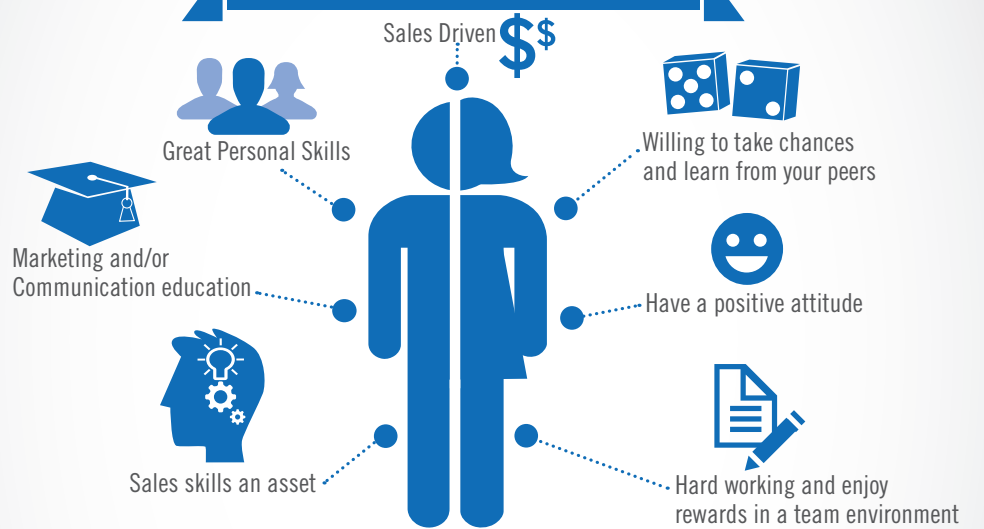 Sales Driven
$$
Great Personal Skills
Willing to take chances
and learn from your peers
Marketing and/or
Communication education
Have a positive attitude
Sales skills an asset
Hard working and enjoy
rewards in a team environment